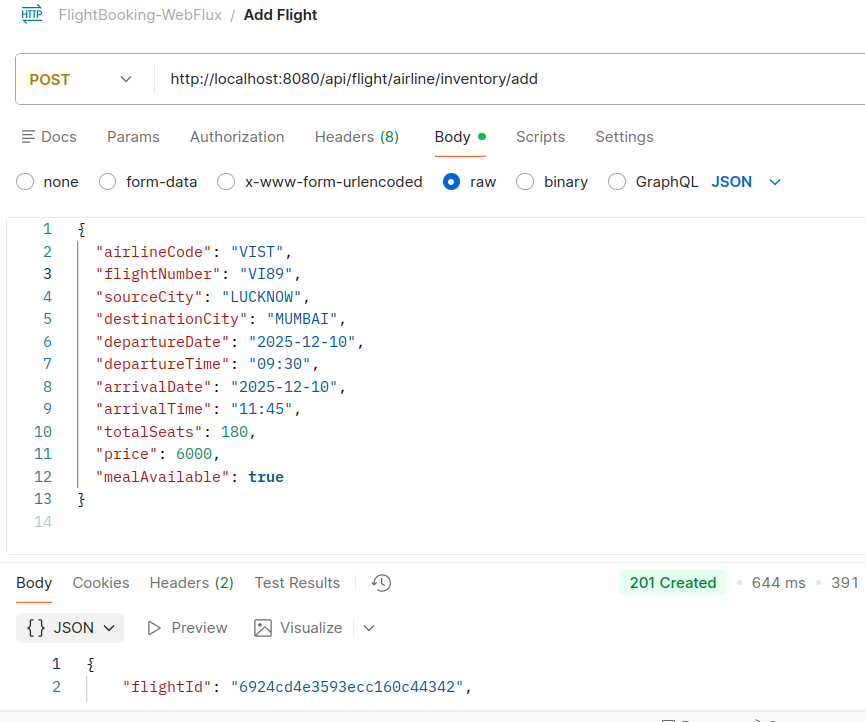 HTTP FlightBooking-WebFlux / Add Flight
POST http://localhost:8080/api/flight/airline/inventory/add
Docs Params Authorization Headers (8) Body Scripts Settings
none form-data x-www-form-urlencoded raw binary GraphQL JSON
1 {
2 "airlineCode": "VIST",
3 "flightNumber": "VI89",
4 "sourceCity": "LUCKNOW",
5 "destinationCity": "MUMBAI",
6 "departureDate": "2025-12-10",
7 "departureTime": "09:30",
8 "arrivalDate": "2025-12-10",
9 "arrivalTime": "11:45",
10 "totalSeats": 180,
11 "price": 6000,
12 "mealAvailable": true
13 }
14
Body Cookies Headers (2) Test Results 201 Created 644 ms 391
{} JSON Preview Visualize
1 {
2 "flightId": "6924cd4e3593ecc160c44342",